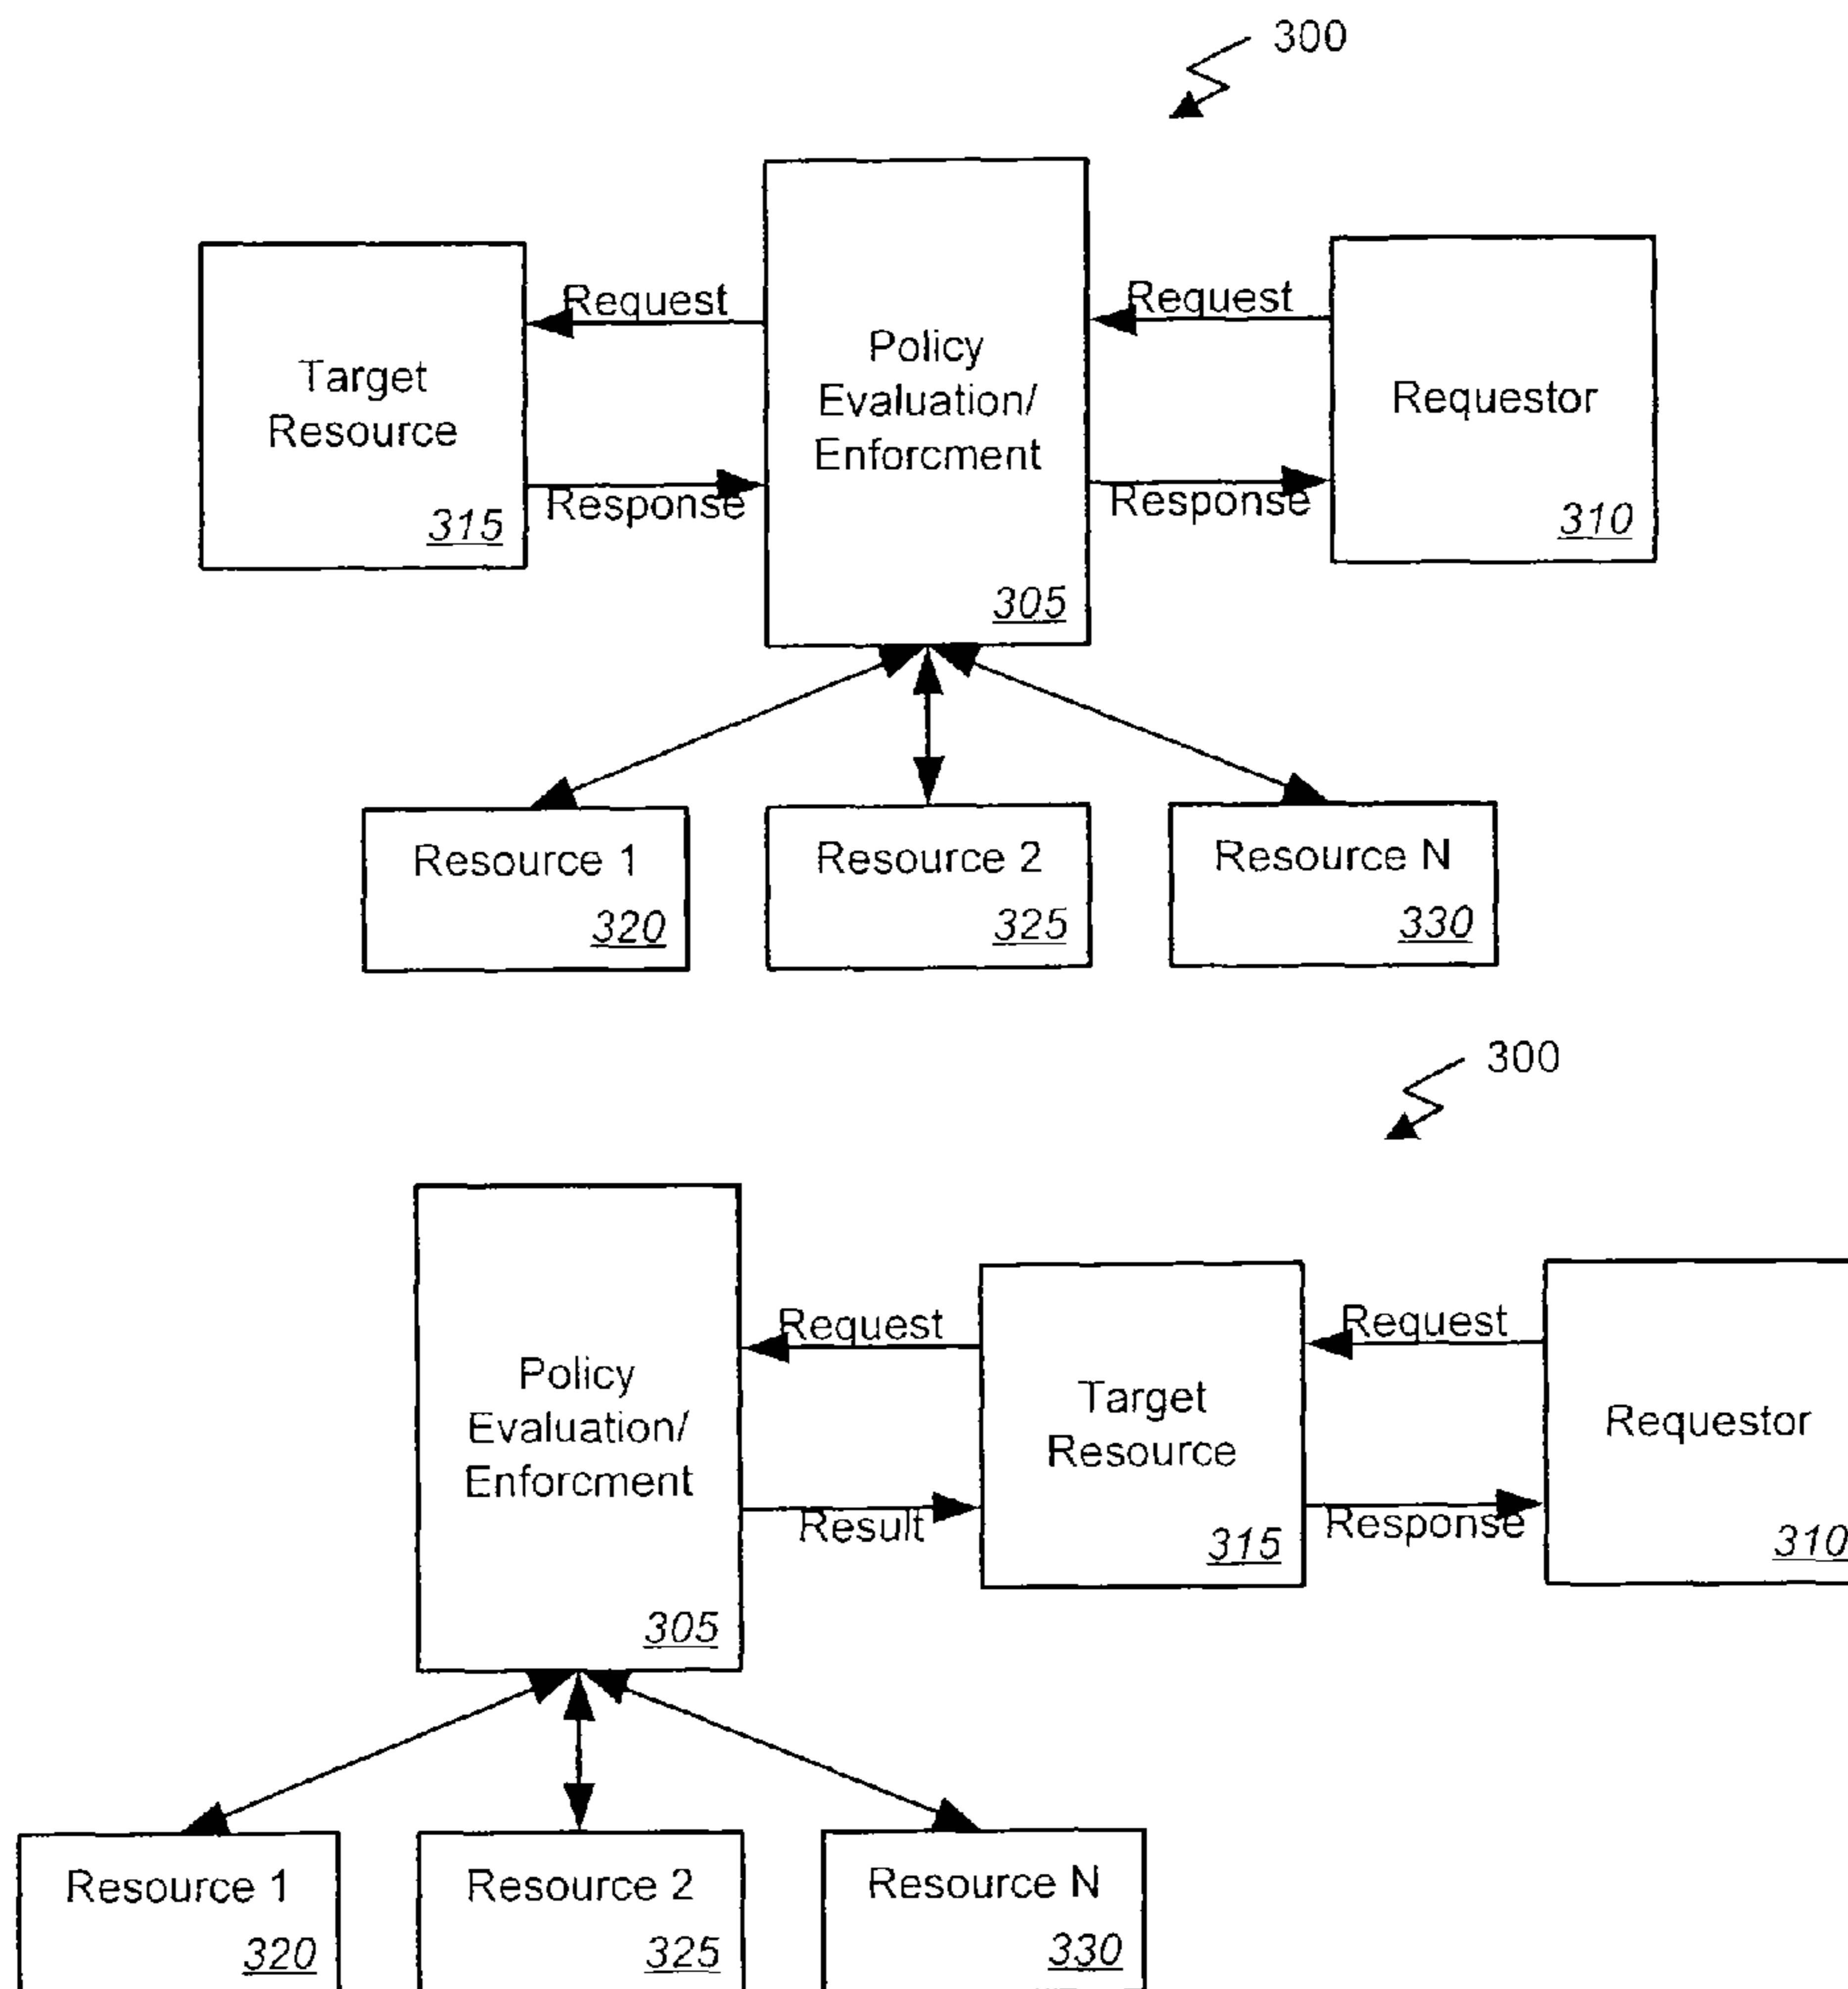 300
Request
Request
Target
Resource
Policy
Evaluation/
Enforcment
Requestor
Response
Response
315
310
305
Resource 1
320
Resource 2
325
Resource N
330
300
Request
Request
Policy
Evaluation/
Enforcment
Target
Resource
Requestor
Result
Response
315
310
305
Resource 1
320
Resource 2
325
Resource N
330